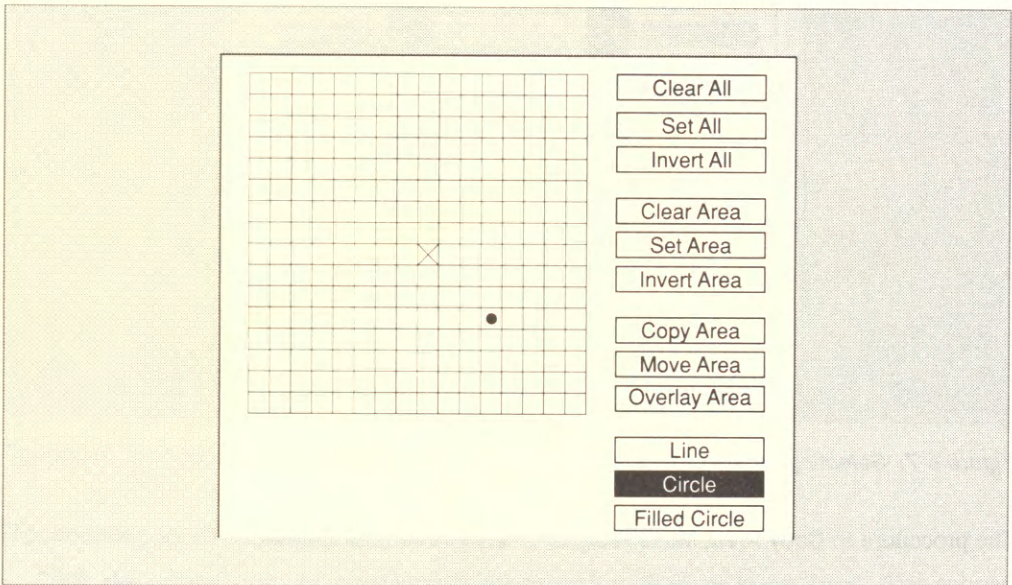 Clear All
Set All
Invert All
Clear Area
Set Area
Invert Area
Copy Area
Move Area
Overlay Area
Line
Circle
Filled Circle